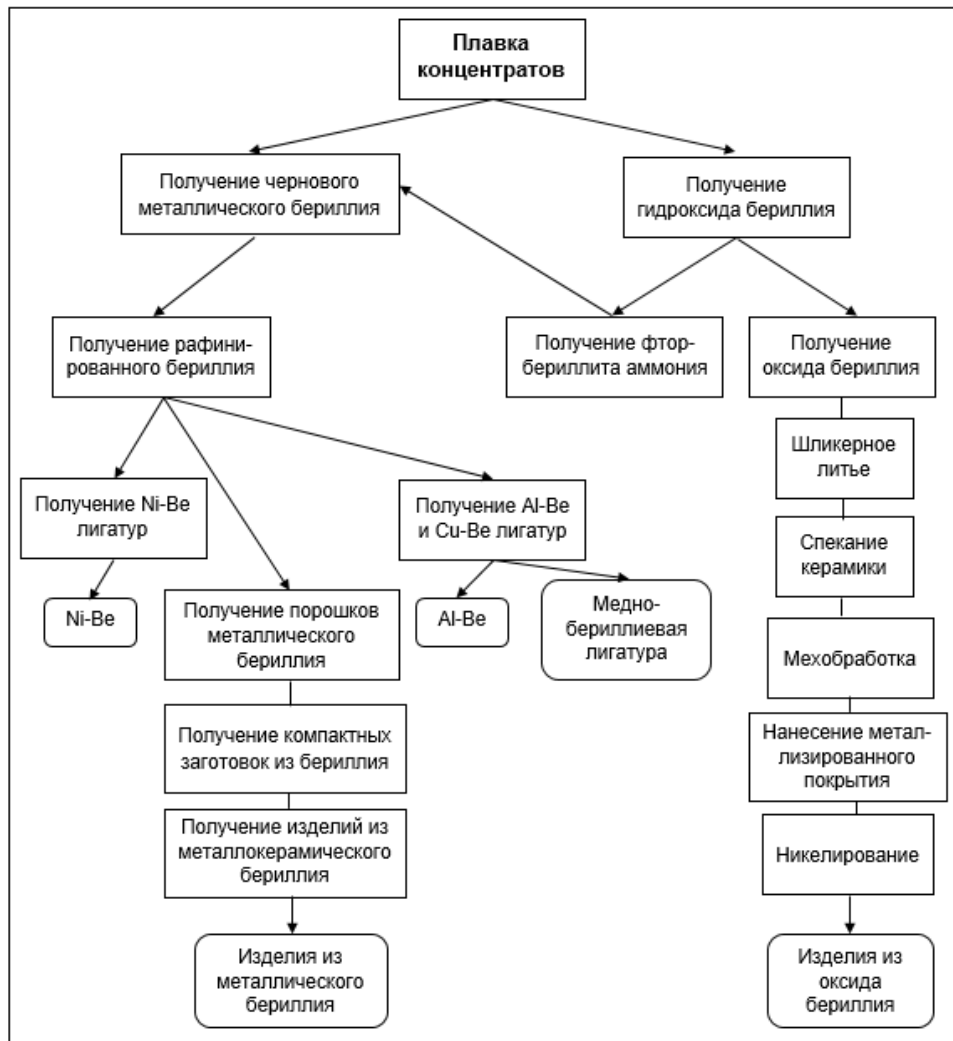 Плавка
концентратов
Получение чернового
металлического бериллия
Получение
гидроксида бериллия
Получение рафини-
рованного бериллия
Получение фтор-
бериллита аммония
Получение
оксида бериллия
Шликерное
литье
Получение Ni-Be
лигатур
Получение Al-Be
и Cu-Be лигатур
Спекание
керамики
Ni-Be
Получение порошков
металлического
бериллия
Al-Be
Медно-
бериллиевая
лигатура
Мехобработка
Получение компактных
заготовок из бериллия
Нанесение метал-
лизированного
покрытия
Получение изделий из
металлокерамического
бериллия
Никелирование
Изделия из
металлического
бериллия
Изделия из
оксида
бериллия